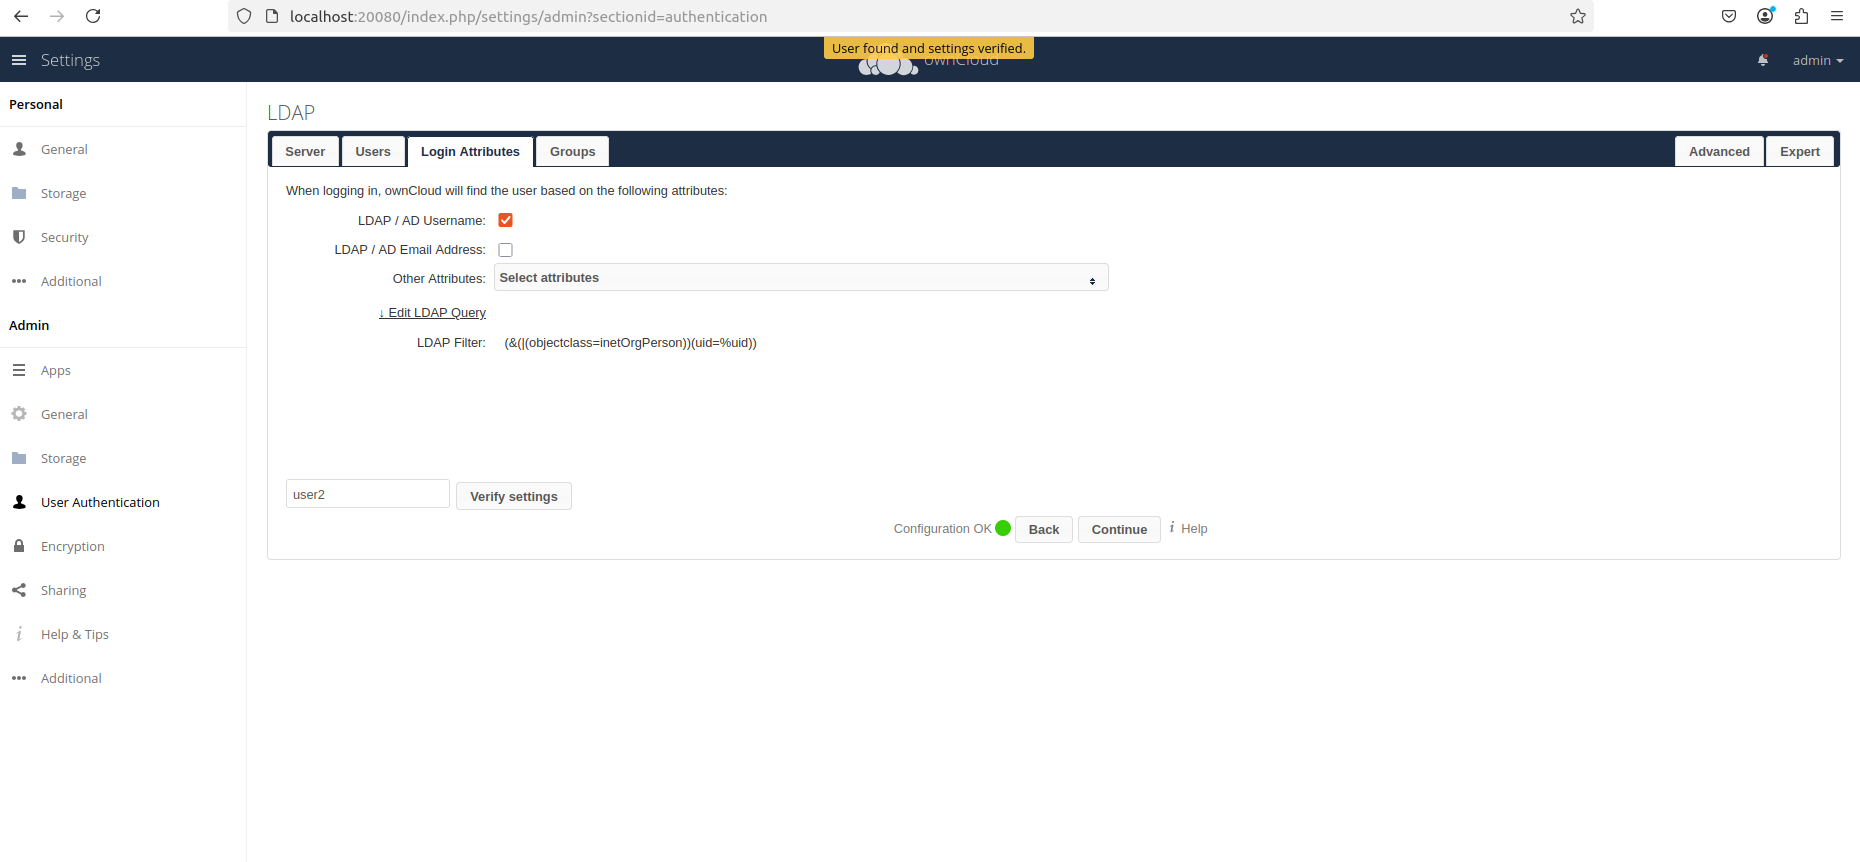 localhost:20080/index.php/settings/admin?sectionid=authentication
User found and settings verified.
Settings
ownCloud
admin
Personal
General
Storage
Security
Additional
Admin
Apps
General
Storage
User Authentication
Encryption
Sharing
Help & Tips
Additional
LDAP
Server
Users
Login Attributes
Groups
Advanced
Expert
When logging in, ownCloud will find the user based on the following attributes:
LDAP / AD Username:
LDAP / AD Email Address:
Other Attributes: Select attributes
↓ Edit LDAP Query
LDAP Filter: (&(|(objectclass=inetOrgPerson))(uid=%uid))
user2
Verify settings
Configuration OK
Back
Continue
i Help